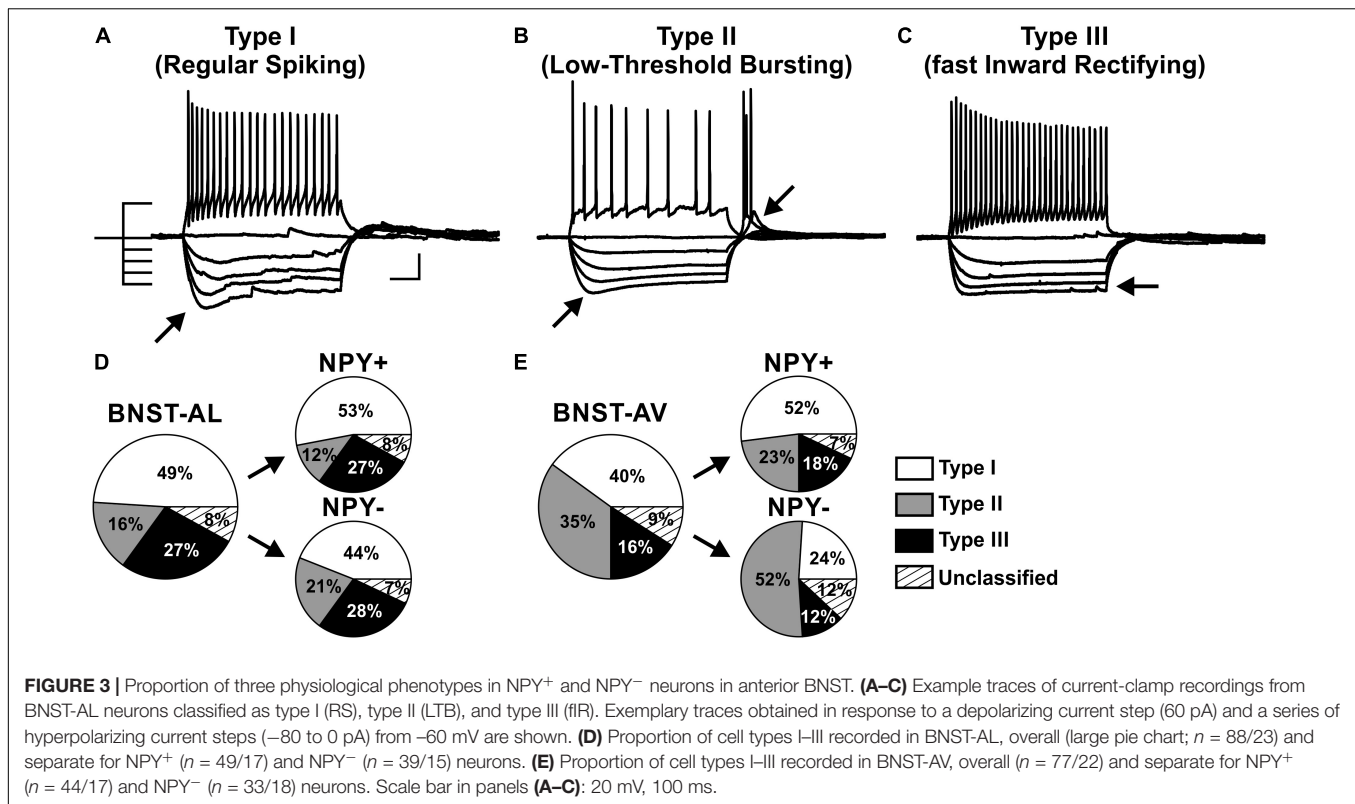 A
Type I
(Regular Spiking)
B
Type II
(Low-Threshold Bursting)
C
Type III
(fast Inward Rectifying)
D
BNST-AL
49%
16%
27%
8%
NPY+
53%
12%
27%
8%
NPY-
44%
21%
28%
7%
E
BNST-AV
40%
35%
16%
9%
NPY+
52%
23%
18%
7%
NPY-
24%
52%
12%
12%
Type I
Type II
Type III
Unclassified
FIGURE 3 | Proportion of three physiological phenotypes in NPY⁺ and NPY⁻ neurons in anterior BNST. (A–C) Example traces of current-clamp recordings from
BNST-AL neurons classified as type I (RS), type II (LTB), and type III (fIR). Exemplary traces obtained in response to a depolarizing current step (60 pA) and a series of
hyperpolarizing current steps (−80 to 0 pA) from –60 mV are shown. (D) Proportion of cell types I–III recorded in BNST-AL, overall (large pie chart; n = 88/23) and
separate for NPY⁺ (n = 49/17) and NPY⁻ (n = 39/15) neurons. (E) Proportion of cell types I–III recorded in BNST-AV, overall (n = 77/22) and separate for NPY⁺
(n = 44/17) and NPY⁻ (n = 33/18) neurons. Scale bar in panels (A–C): 20 mV, 100 ms.